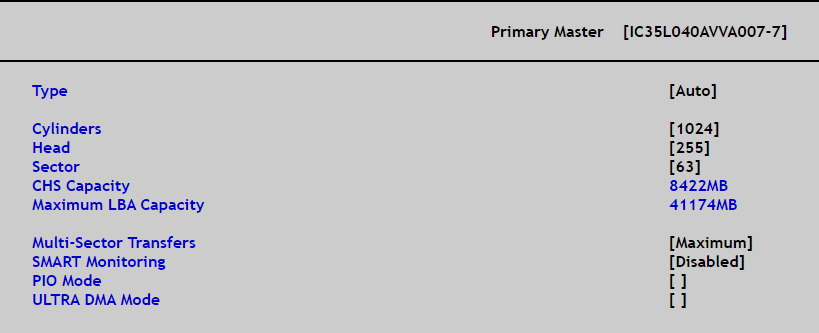 Primary Master [IC35L040AVVA007-7]
Type [Auto]
Cylinders [1024]
Head [255]
Sector [63]
CHS Capacity 8422MB
Maximum LBA Capacity 41174MB
Multi-Sector Transfers [Maximum]
SMART Monitoring [Disabled]
PIO Mode [ ]
ULTRA DMA Mode [ ]